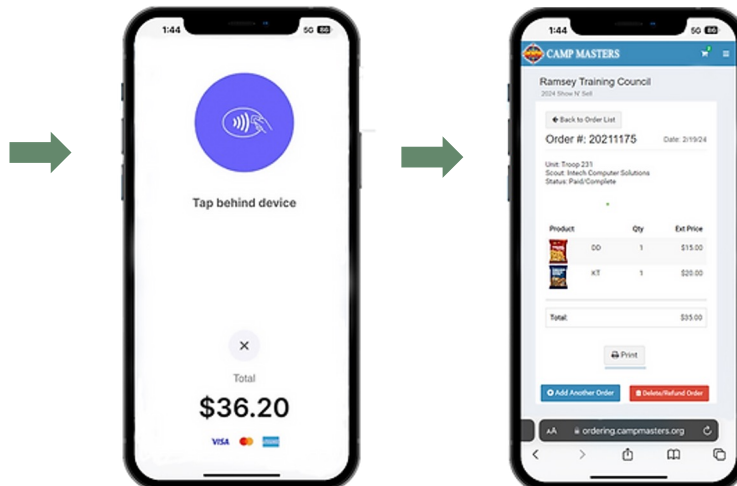 1:44 5G 66
Tap behind device
Total
$36.20
VISA
1:44 5G 66
CAMP MASTERS
Ramsey Training Council
2024 Show N' Sell
Back to Order List
Order #: 20211175 Date: 2/19/24
Unit: Troop 231
Scout: Intech Computer Solutions
Status: Paid/Complete
Product Qty Ext Price
DD 1 $15.00
KT 1 $20.00
Total: $35.00
Print
Add Another Order Delete/Refund Order
AA ordering.campmasters.org